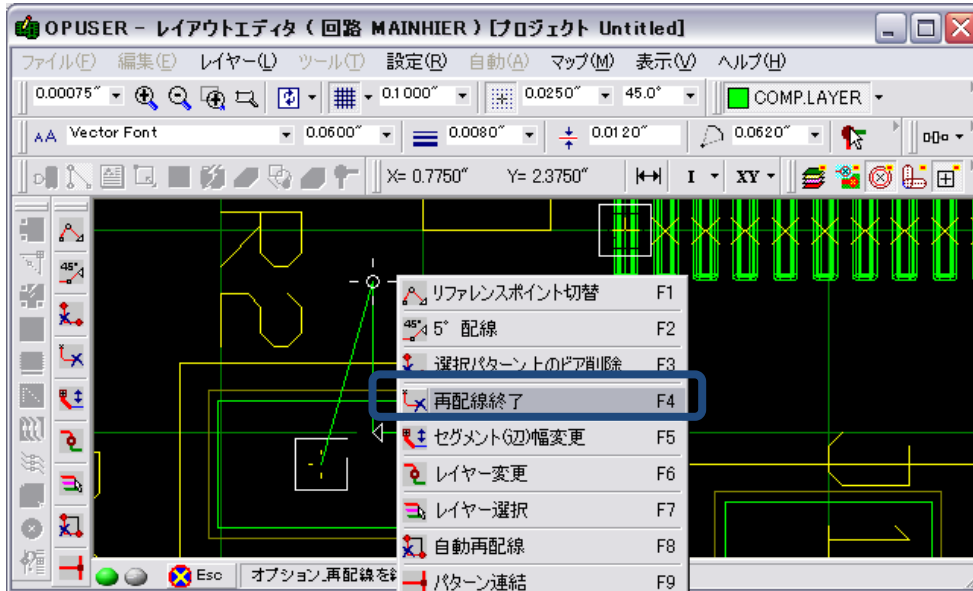 OPUSER - レイアウトエディタ ( 回路 MAINHIER ) [プロジェクト Untitled]
ファイル(F) 編集(E) レイヤー(L) ツール(T) 設定(R) 自動(A) マップ(M) 表示(V) ヘルプ(H)
0.00075" 0.1000" 0.0250" 45.0° COMP.LAYER
AA Vector Font 0.0600" 0.0080" 0.0120" 0.0620"
X= 0.7750" Y= 2.3750" I XY
リファレンスポイント切替 F1
45° 5° 配線 F2
選択パターン上のビア削除 F3
再配線終了 F4
セグメント(辺)幅変更 F5
レイヤー変更 F6
レイヤー選択 F7
自動再配線 F8
パターン連結 F9
Esc オプション,再配線を